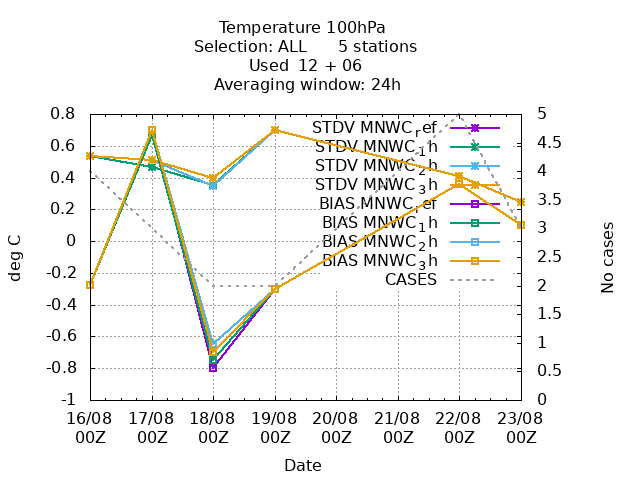 Temperature 100hPa
Selection: ALL 5 stations
Used 12 + 06
Averaging window: 24h
0.8
0.6
0.4
0.2
0
-0.2
-0.4
-0.6
-0.8
-1
deg C
5
4.5
4
3.5
3
2.5
2
1.5
1
0.5
0
No cases
STDV MNWC_ref
STDV MNWC_1h
STDV MNWC_2h
STDV MNWC_3h
BIAS MNWC_ref
BIAS MNWC_1h
BIAS MNWC_2h
BIAS MNWC_3h
CASES
16/08 17/08 18/08 19/08 20/08 21/08 22/08 23/08
00Z 00Z 00Z 00Z 00Z 00Z 00Z 00Z
Date